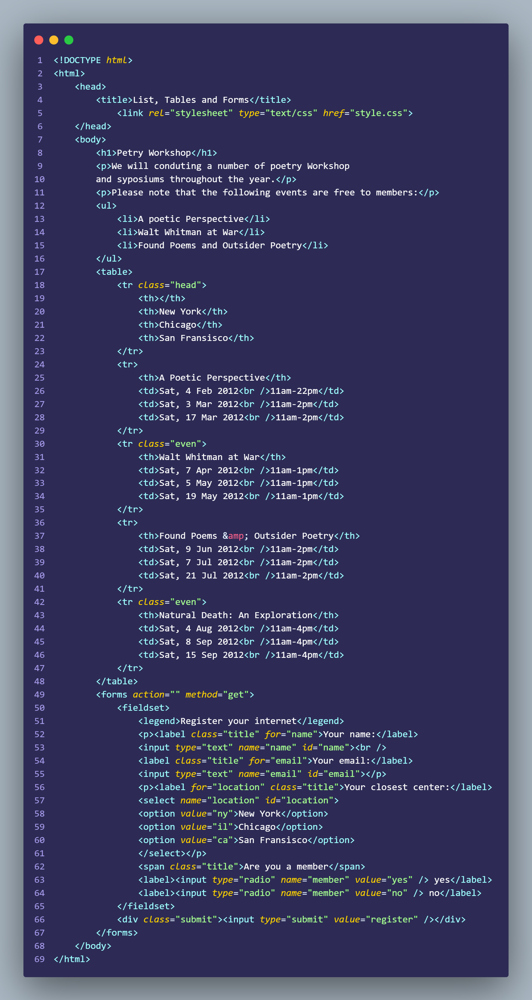 1 <!DOCTYPE html>
2 <html>
3     <head>
4         <title>List, Tables and Forms</title>
5             <link rel="stylesheet" type="text/css" href="style.css">
6     </head>
7     <body>
8         <h1>Petry Workshop</h1>
9         <p>We will conduting a number of poetry Workshop
10         and syposiums throughout the year.</p>
11         <p>Please note that the following events are free to members:</p>
12         <ul>
13             <li>A poetic Perspective</li>
14             <li>Walt Whitman at War</li>
15             <li>Found Poems and Outsider Poetry</li>
16         </ul>
17         <table>
18             <tr class="head">
19                 <th></th>
20                 <th>New York</th>
21                 <th>Chicago</th>
22                 <th>San Fransisco</th>
23             </tr>
24             <tr>
25                 <th>A Poetic Perspective</th>
26                 <td>Sat, 4 Feb 2012<br />11am-22pm</td>
27                 <td>Sat, 3 Mar 2012<br />11am-2pm</td>
28                 <td>Sat, 17 Mar 2012<br />11am-2pm</td>
29             </tr>
30             <tr class="even">
31                 <th>Walt Whitman at War</th>
32                 <td>Sat, 7 Apr 2012<br />11am-1pm</td>
33                 <td>Sat, 5 May 2012<br />11am-1pm</td>
34                 <td>Sat, 19 May 2012<br />11am-1pm</td>
35             </tr>
36             <tr>
37                 <th>Found Poems &amp; Outsider Poetry</th>
38                 <td>Sat, 9 Jun 2012<br />11am-2pm</td>
39                 <td>Sat, 7 Jul 2012<br />11am-2pm</td>
40                 <td>Sat, 21 Jul 2012<br />11am-2pm</td>
41             </tr>
42             <tr class="even">
43                 <th>Natural Death: An Exploration</th>
44                 <td>Sat, 4 Aug 2012<br />11am-4pm</td>
45                 <td>Sat, 8 Sep 2012<br />11am-4pm</td>
46                 <td>Sat, 15 Sep 2012<br />11am-4pm</td>
47             </tr>
48         </table>
49         <forms action="" method="get">
50             <fieldset>
51                 <legend>Register your internet</legend>
52                 <p><label class="title" for="name">Your name:</label>
53                 <input type="text" name="name" id="name"><br />
54                 <label class="title" for="email">Your email:</label>
55                 <input type="text" name="email" id="email"></p>
56                 <p><label for="location" class="title">Your closest center:</label>
57                 <select name="location" id="location">
58                 <option value="ny">New York</option>
59                 <option value="il">Chicago</option>
60                 <option value="ca">San Fransisco</option>
61                 </select></p>
62                 <span class="title">Are you a member</span>
63                 <label><input type="radio" name="member" value="yes" /> yes</label>
64                 <label><input type="radio" name="member" value="no" /> no</label>
65             </fieldset>
66             <div class="submit"><input type="submit" value="register" /></div>
67         </forms>
68     </body>
69 </html>